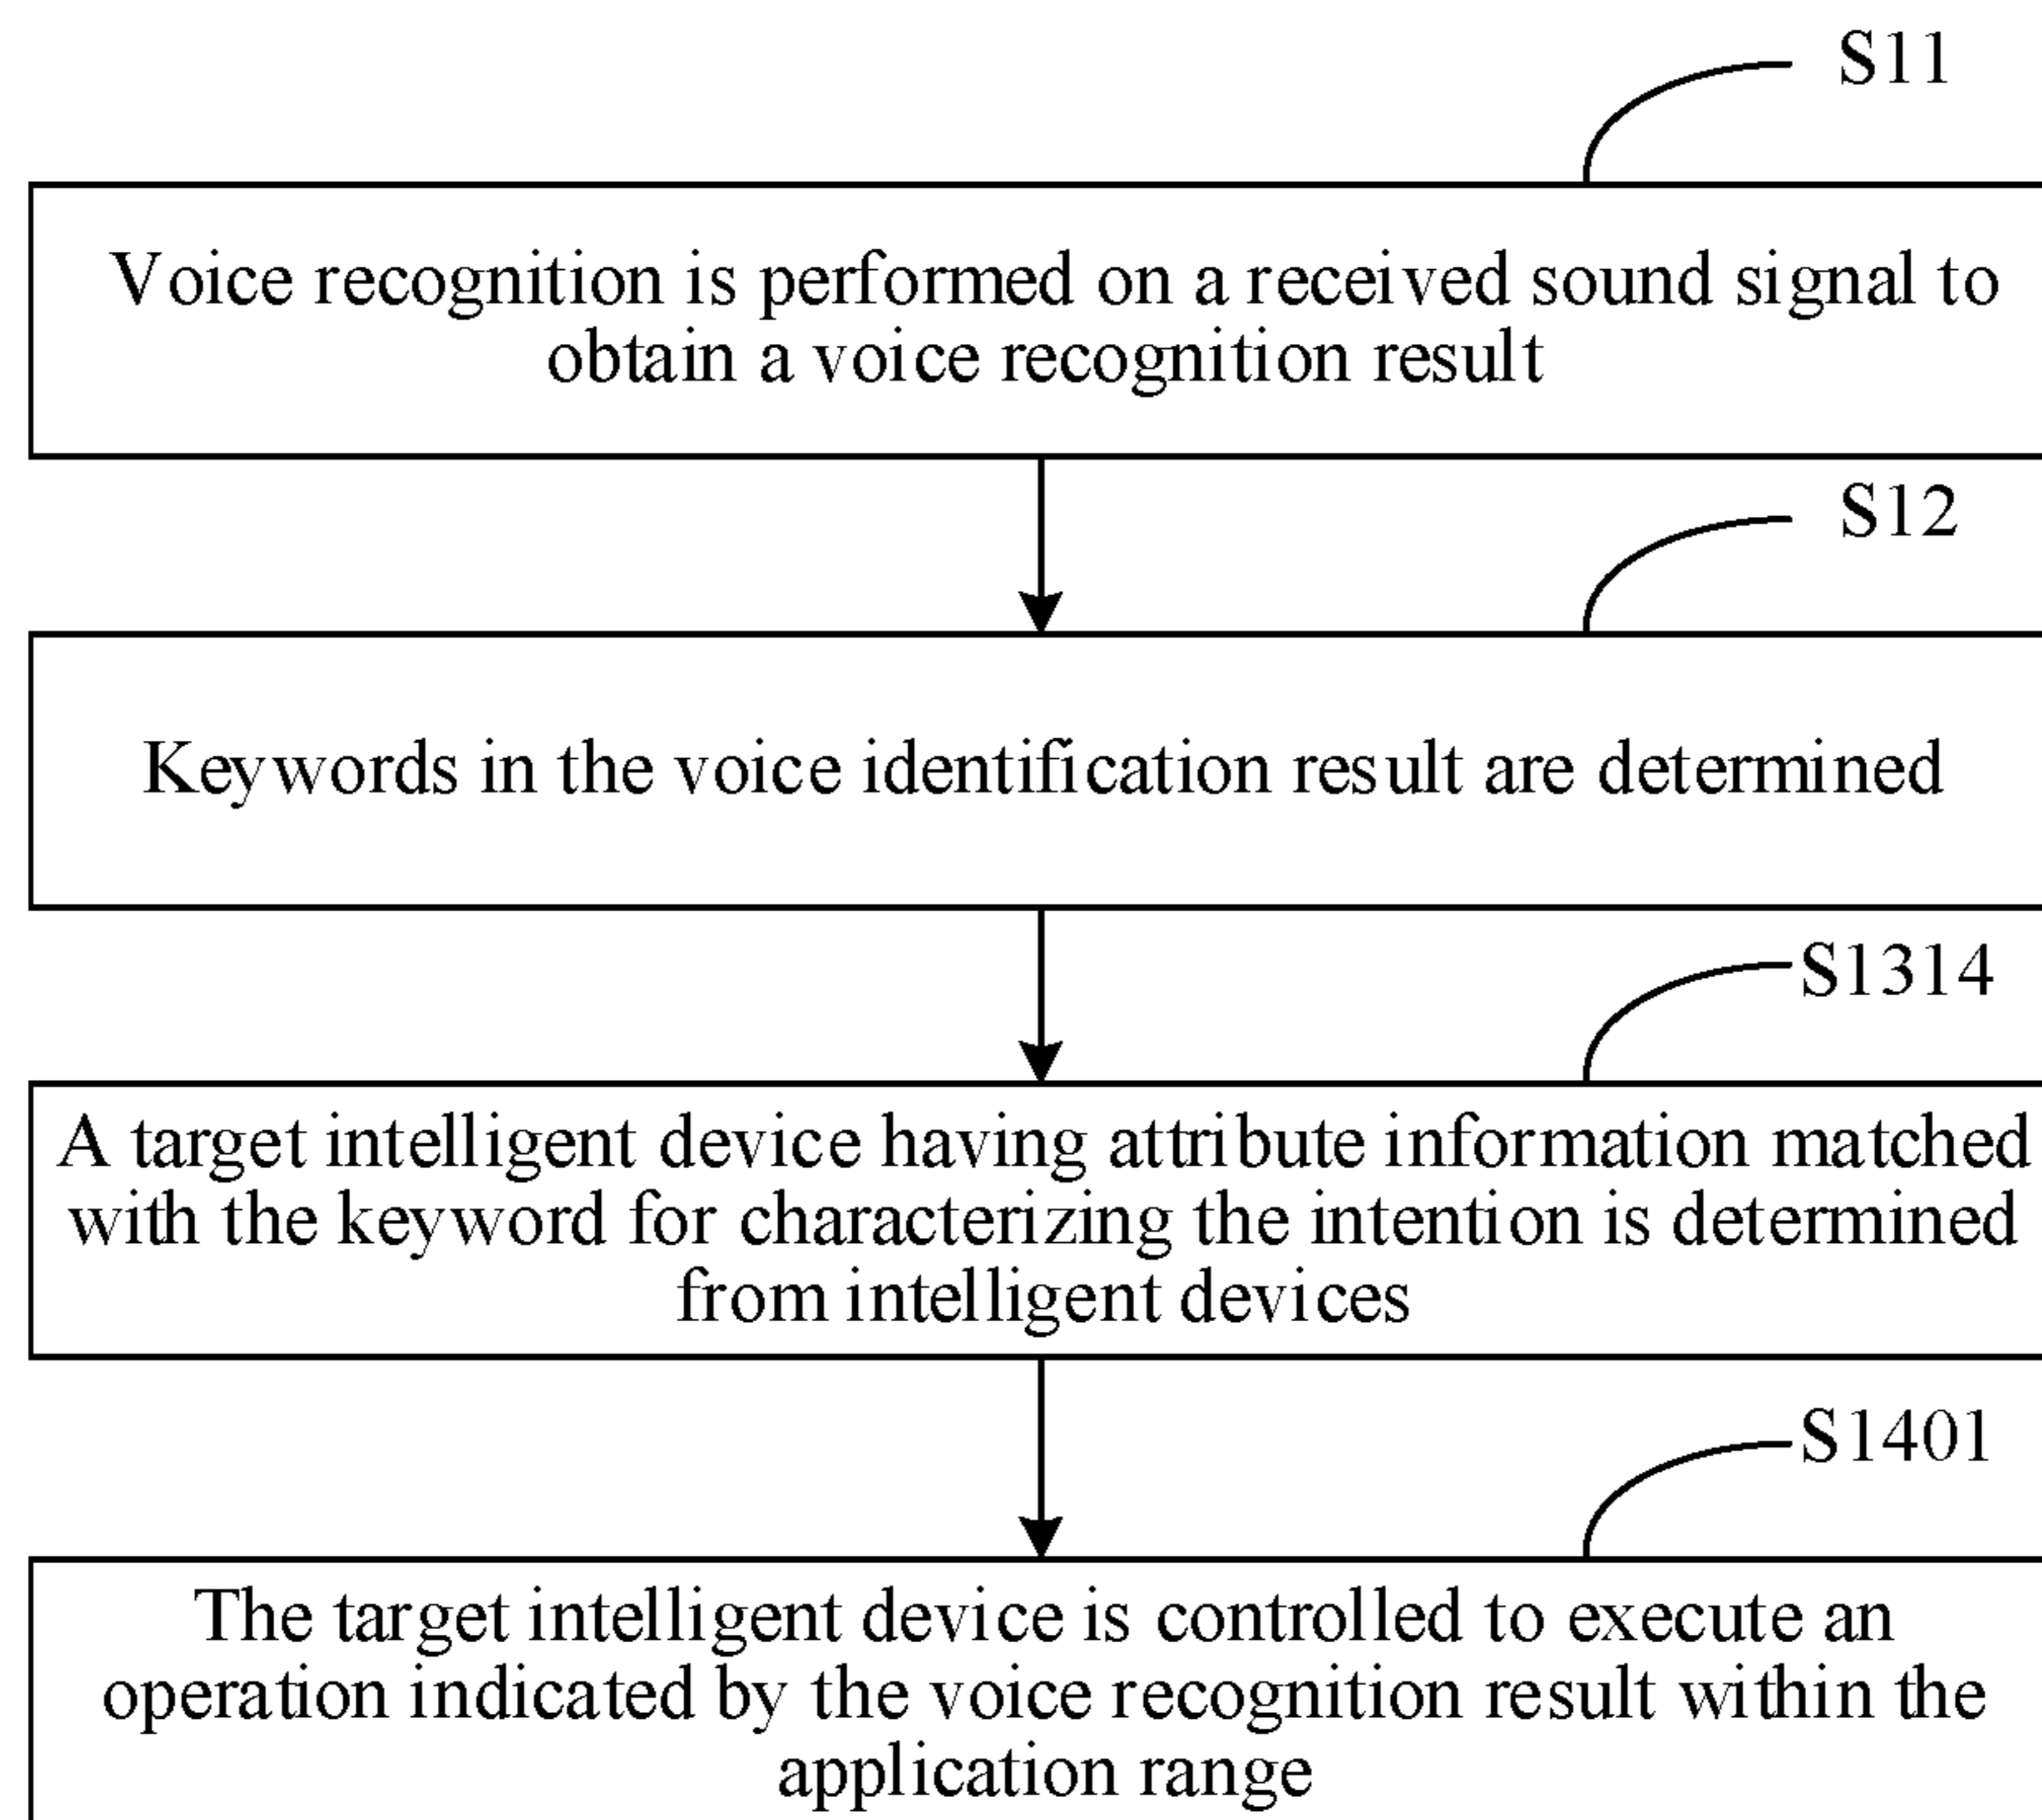 S11
Voice recognition is performed on a received sound signal to
obtain a voice recognition result
S12
Keywords in the voice identification result are determined
S1314
A target intelligent device having attribute information matched
with the keyword for characterizing the intention is determined
from intelligent devices
S1401
The target intelligent device is controlled to execute an
operation indicated by the voice recognition result within the
application range